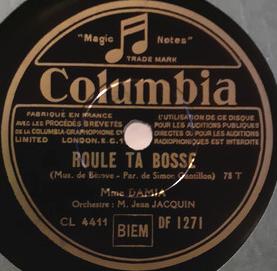 "Magic Notes"
TRADE MARK
Columbia
FABRIQUÉ EN FRANCE
AVEC LES PROCÉDÉS BREVETÉS
DE LA COLUMBIA-GRAPHOPHONE CY
LIMITED LONDON. E.C.1
L'UTILISATION DE CE DISQUE
POUR LES AUDITIONS PUBLIQUES
DIRECTES OU POUR LES AUDITIONS
RADIOPHONIQUES EST INTERDITE
ROULE TA BOSSE
(Mus. de - Par. de Simon Gantillon) 78 T
Mme DAMIA
Orchestre : M. Jean JACQUIN
CL 4411 BIEM DF 1271